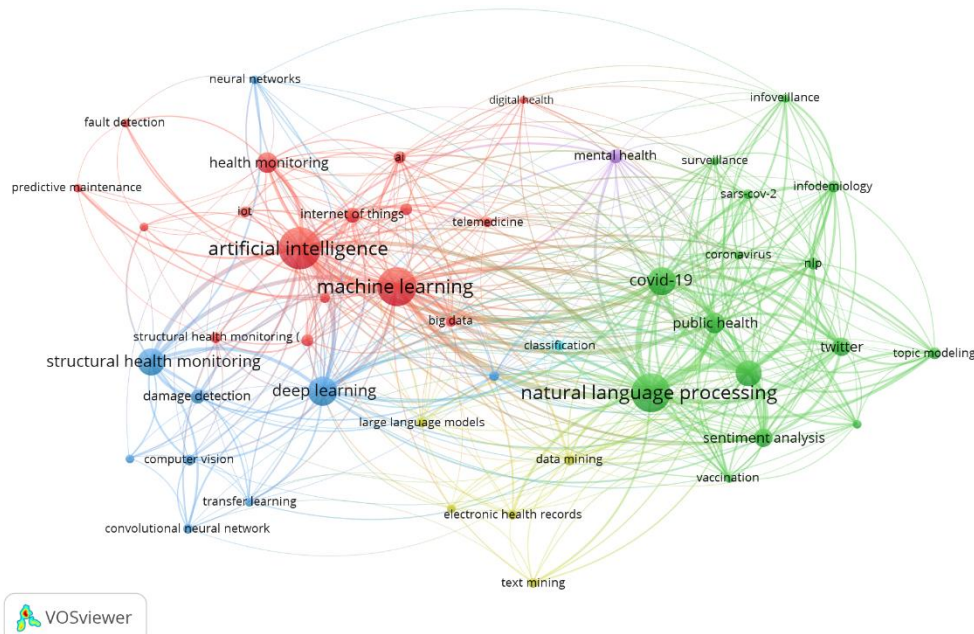 neural networks
infoveillance
digital health
fault detection
health monitoring
ai
mental health
surveillance
predictive maintenance
sars-cov-2
infodemiology
iot
internet of things
telemedicine
artificial intelligence
coronavirus
nlp
machine learning
covid-19
big data
public health
structural health monitoring (
classification
twitter
topic modeling
structural health monitoring
deep learning
natural language processing
damage detection
large language models
sentiment analysis
computer vision
data mining
vaccination
transfer learning
electronic health records
convolutional neural network
text mining
VOSviewer